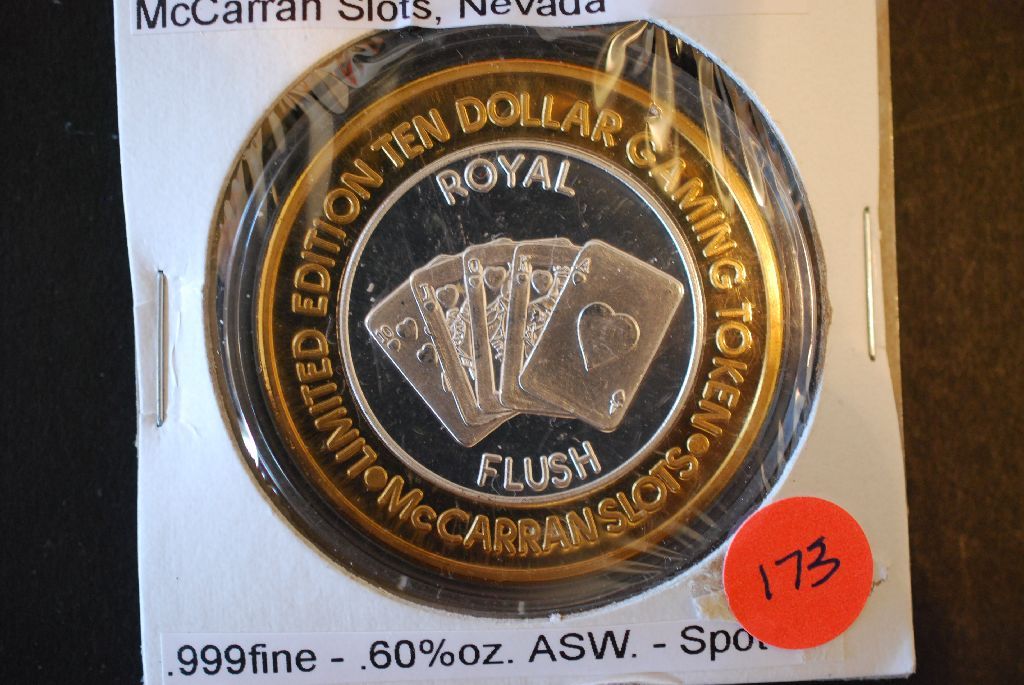 McCarran Slots, Nevada
LIMITED EDITION TEN DOLLAR GAMING TOKEN •
McCARRAN SLOTS •
ROYAL
FLUSH
10
J
Q
K
A
173
.999fine - .60%oz. ASW. - Spot